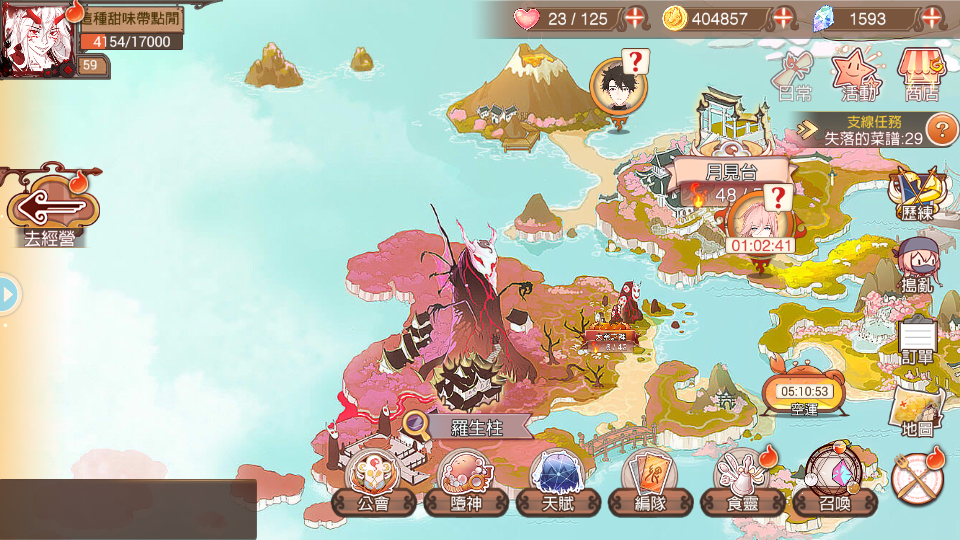 這種甜味帶點閒
4154/17000
59
23 / 125
404857
1593
日常
活動
商店
支線任務
失落的菜譜:29
?
?
月見台
48 /
?
01:02:41
去經營
歷練
搗亂
訂單
地圖
05:10:53
空運
羅生柱
公會
墮神
天賦
編隊
食靈
召喚